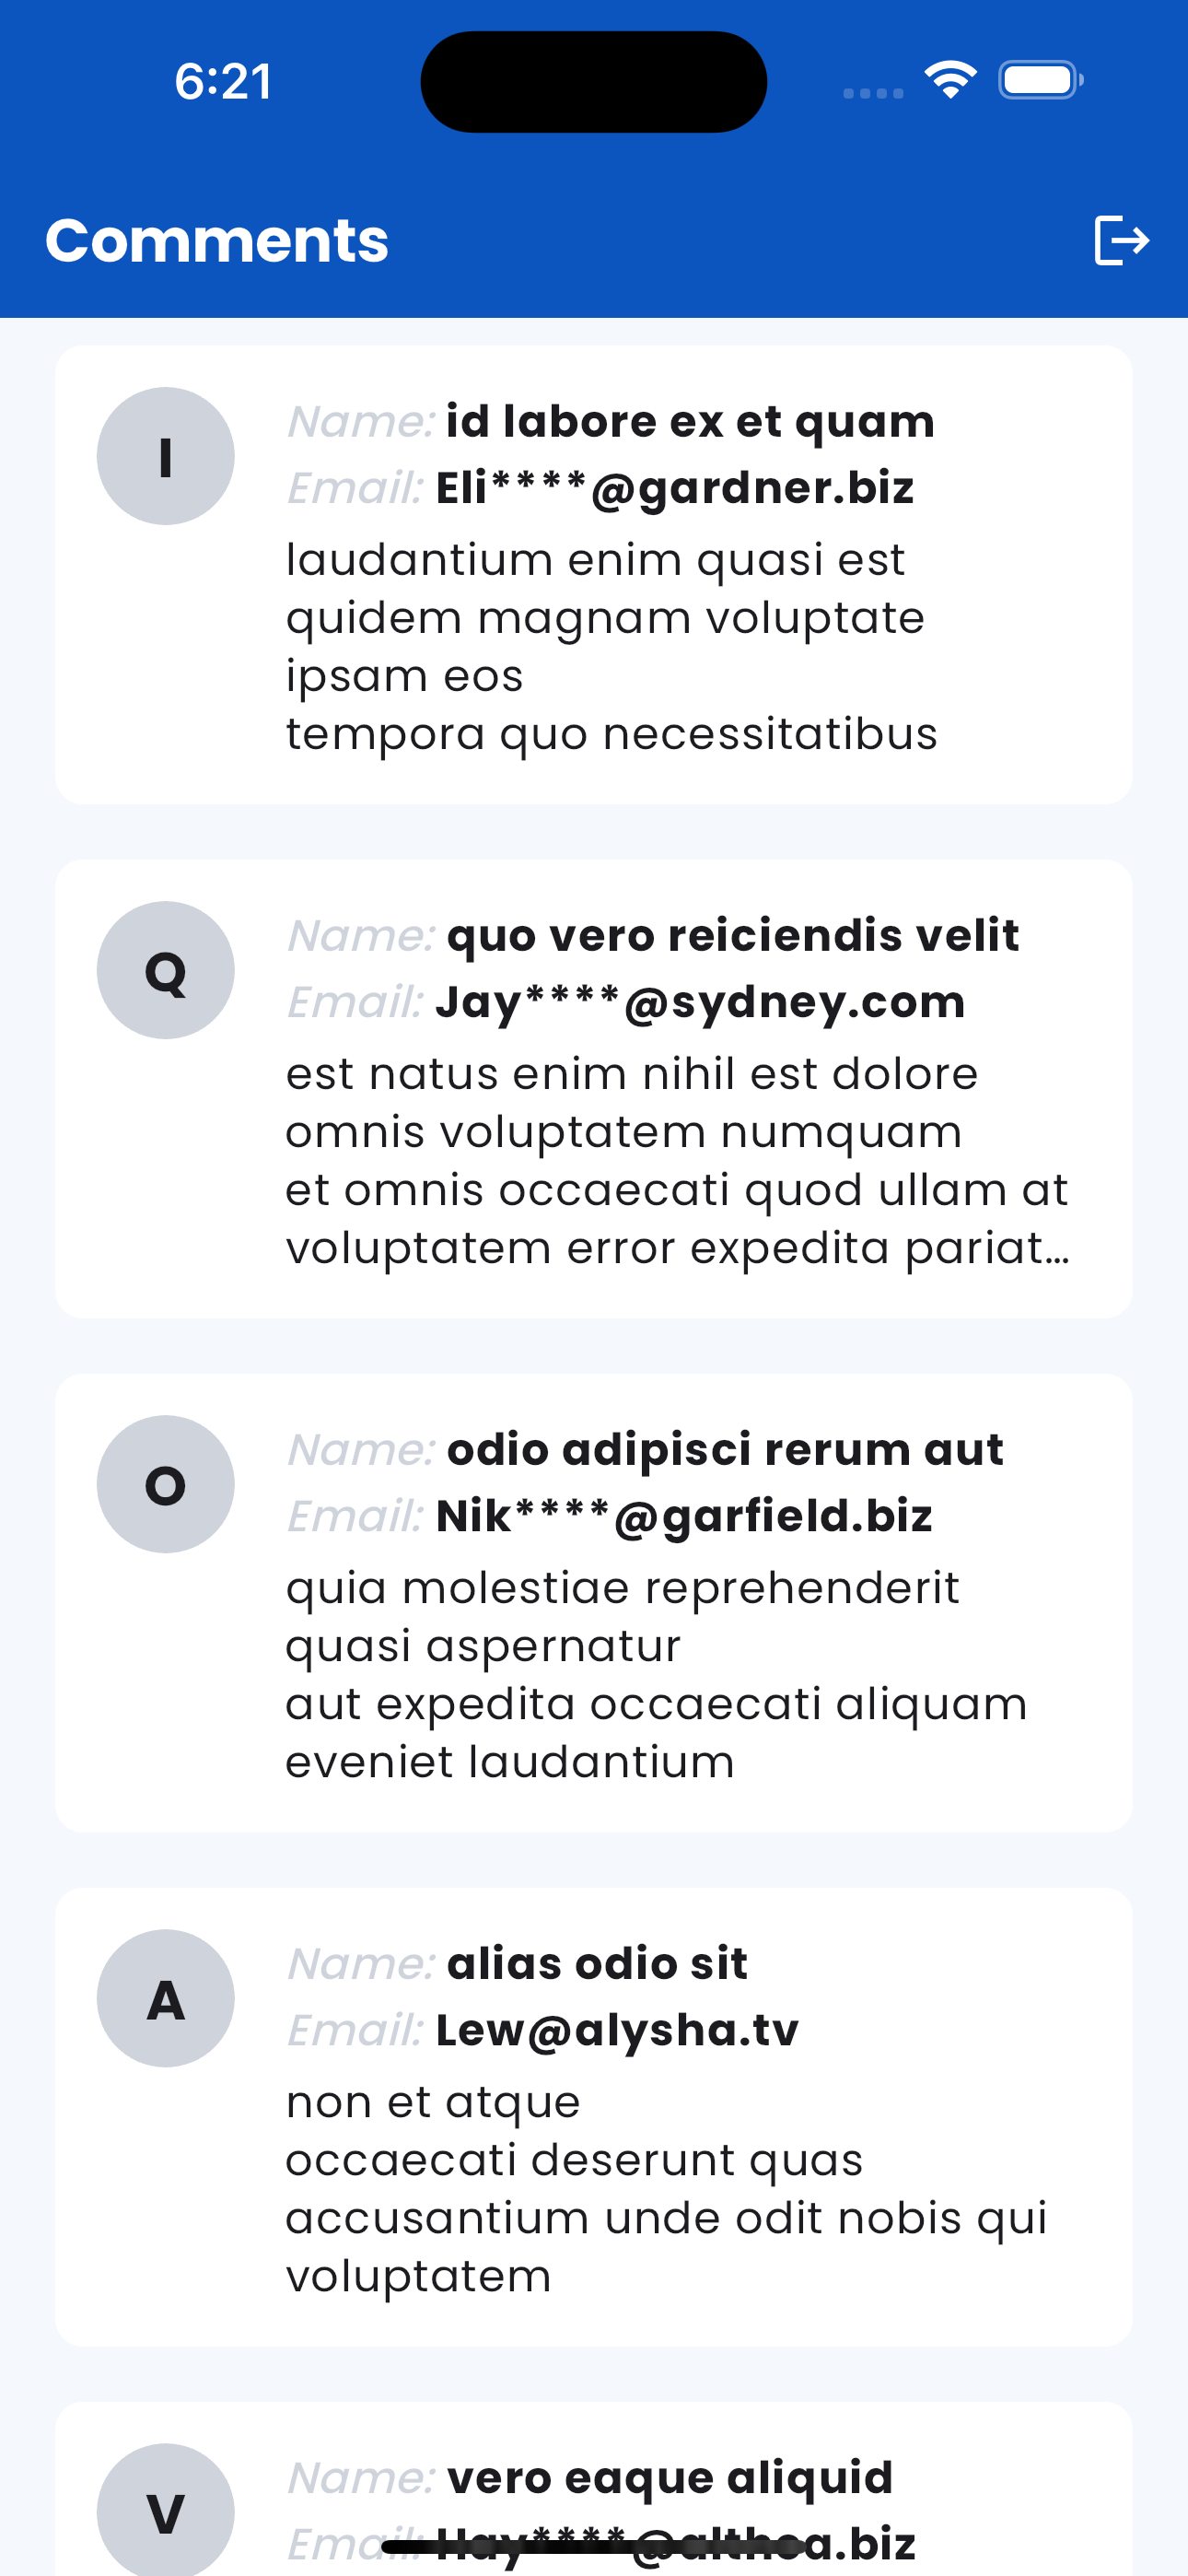 6:21
Comments
I
Name: id labore ex et quam
Email: Eli****@gardner.biz
laudantium enim quasi est
quidem magnam voluptate
ipsam eos
tempora quo necessitatibus
Q
Name: quo vero reiciendis velit
Email: Jay****@sydney.com
est natus enim nihil est dolore
omnis voluptatem numquam
et omnis occaecati quod ullam at
voluptatem error expedita pariat...
O
Name: odio adipisci rerum aut
Email: Nik****@garfield.biz
quia molestiae reprehenderit
quasi aspernatur
aut expedita occaecati aliquam
eveniet laudantium
A
Name: alias odio sit
Email: Lew@alysha.tv
non et atque
occaecati deserunt quas
accusantium unde odit nobis qui
voluptatem
V
Name: vero eaque aliquid
Email: Hay****@althea.biz